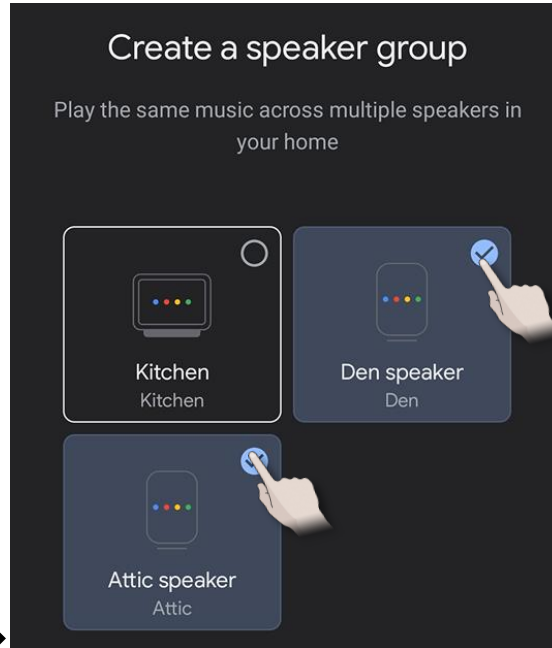 Create a speaker group
Play the same music across multiple speakers in
your home
Kitchen
Kitchen
Den speaker
Den
Attic speaker
Attic